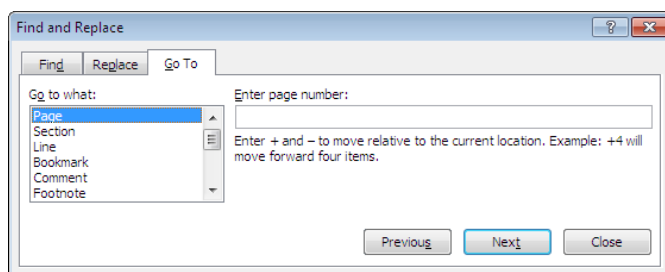 Find and Replace
Find Replace Go To
Go to what:
Page
Section
Line
Bookmark
Comment
Footnote
Enter page number:
Enter + and – to move relative to the current location. Example: +4 will
move forward four items.
Previous Next Close